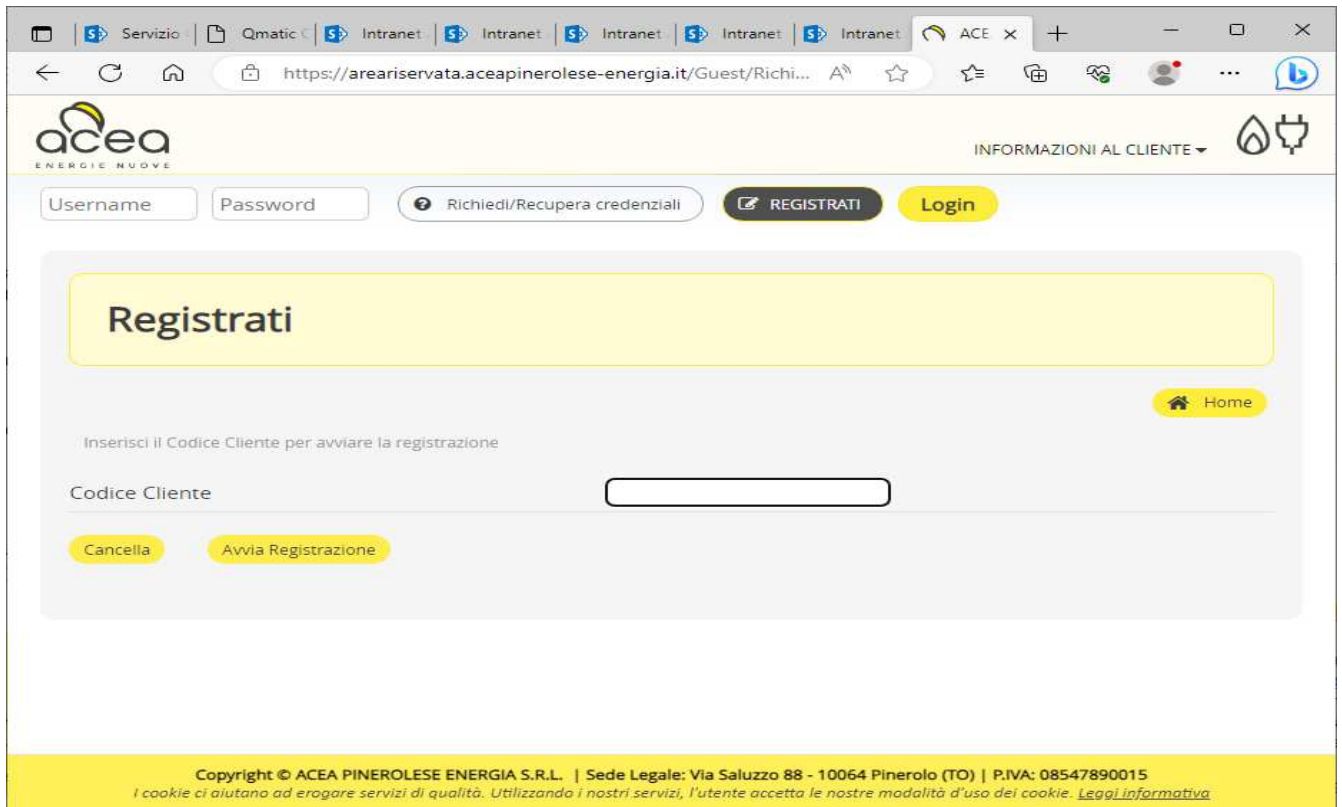 Servizio Qmatic Intranet Intranet Intranet Intranet Intranet ACE
https://areariservata.aceapinerolese-energia.it/Guest/Richi...
acea
ENERGIE NUOVE
INFORMAZIONI AL CLIENTE
Username Password Richiedi/Recupera credenziali REGISTRATI Login
Registrati
Home
Inserisci il Codice Cliente per avviare la registrazione
Codice Cliente
Cancella Avvia Registrazione
Copyright © ACEA PINEROLESE ENERGIA S.R.L. | Sede Legale: Via Saluzzo 88 - 10064 Pinerolo (TO) | P.IVA: 08547890015
I cookie ci aiutano ad erogare servizi di qualità. Utilizzando i nostri servizi, l'utente accetta le nostre modalità d'uso dei cookie. Leggi informativa